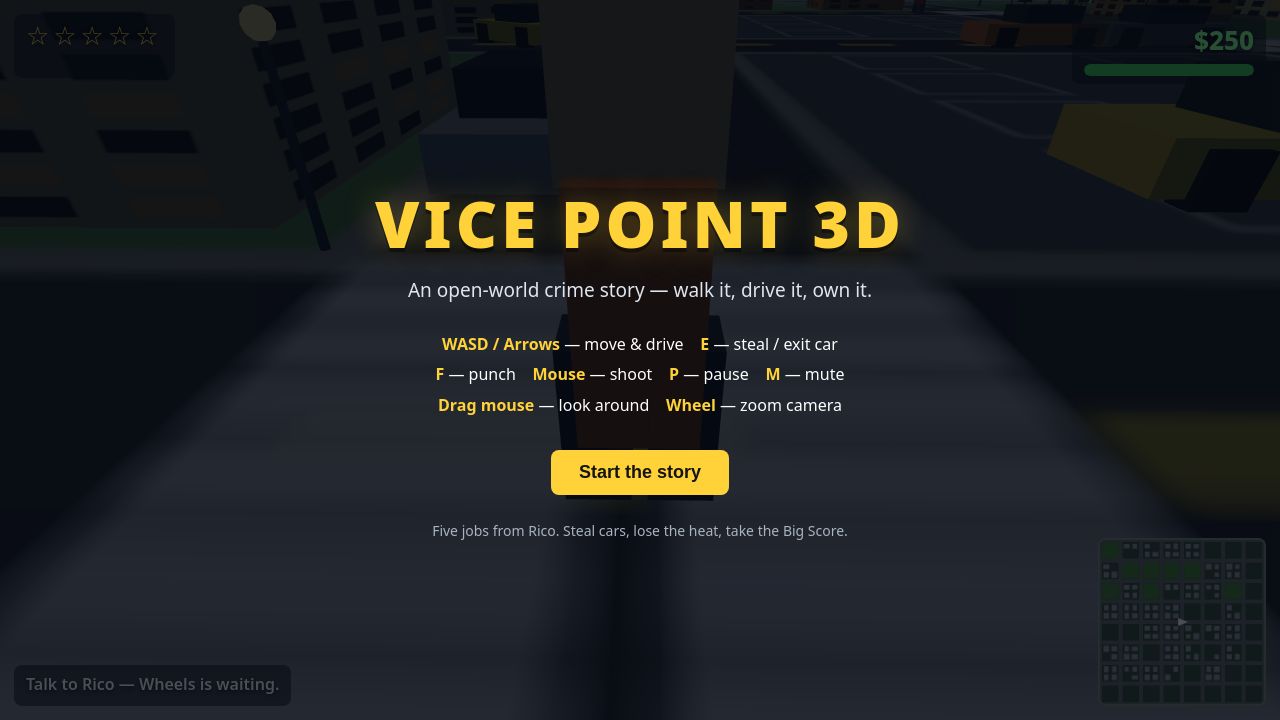 ☆☆☆☆☆
$250
VICE POINT 3D
An open-world crime story — walk it, drive it, own it.
WASD / Arrows — move & drive E — steal / exit car
F — punch Mouse — shoot P — pause M — mute
Drag mouse — look around Wheel — zoom camera
Start the story
Five jobs from Rico. Steal cars, lose the heat, take the Big Score.
Talk to Rico — Wheels is waiting.